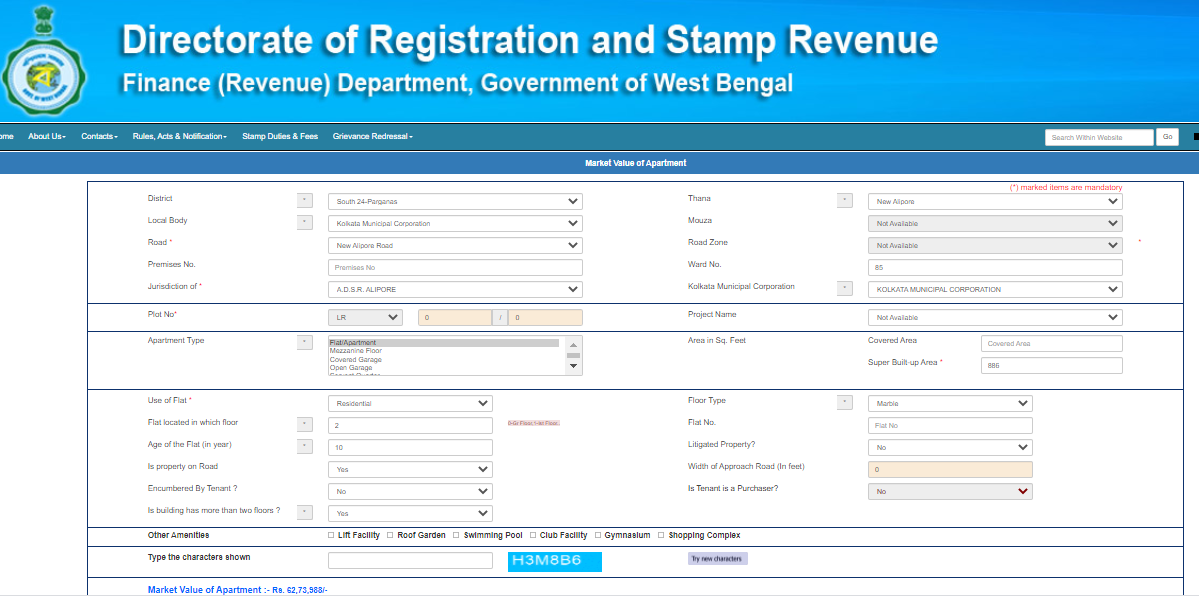 Directorate of Registration and Stamp Revenue
Finance (Revenue) Department, Government of West Bengal
ome About Us Contacts Rules, Acts & Notification Stamp Duties & Fees Grievance Redressal Search Within Website Go
Market Value of Apartment
(*) marked items are mandatory
District * South 24-Parganas Thana * New Alipore
Local Body * Kolkata Municipal Corporation Mouza Not Available
Road * New Alipore Road Road Zone Not Available *
Premises No. Premises No Ward No. 85
Jurisdiction of * A.D.S.R. ALIPORE Kolkata Municipal Corporation * KOLKATA MUNICIPAL CORPORATION
Plot No* LR 0 / 0 Project Name Not Available
Apartment Type * Flat/Apartment Area in Sq. Feet Covered Area Covered Area
Mezzanine Floor
Covered Garage Super Built-up Area * 886
Open Garage
Use of Flat * Residential Floor Type * Marble
Flat located in which floor * 2 0-Gr Floor,1-Ist Floor.. Flat No. Flat No
Age of the Flat (in year) * 10 Litigated Property? No
Is property on Road Yes Width of Approach Road (In feet) 0
Encumbered By Tenant ? No Is Tenant is a Purchaser? No
Is building has more than two floors ? * Yes
Other Amenities Lift Facility Roof Garden Swimming Pool Club Facility Gymnasium Shopping Complex
Type the characters shown H3M8B6 Try new characters
Market Value of Apartment :- Rs. 62,73,988/-